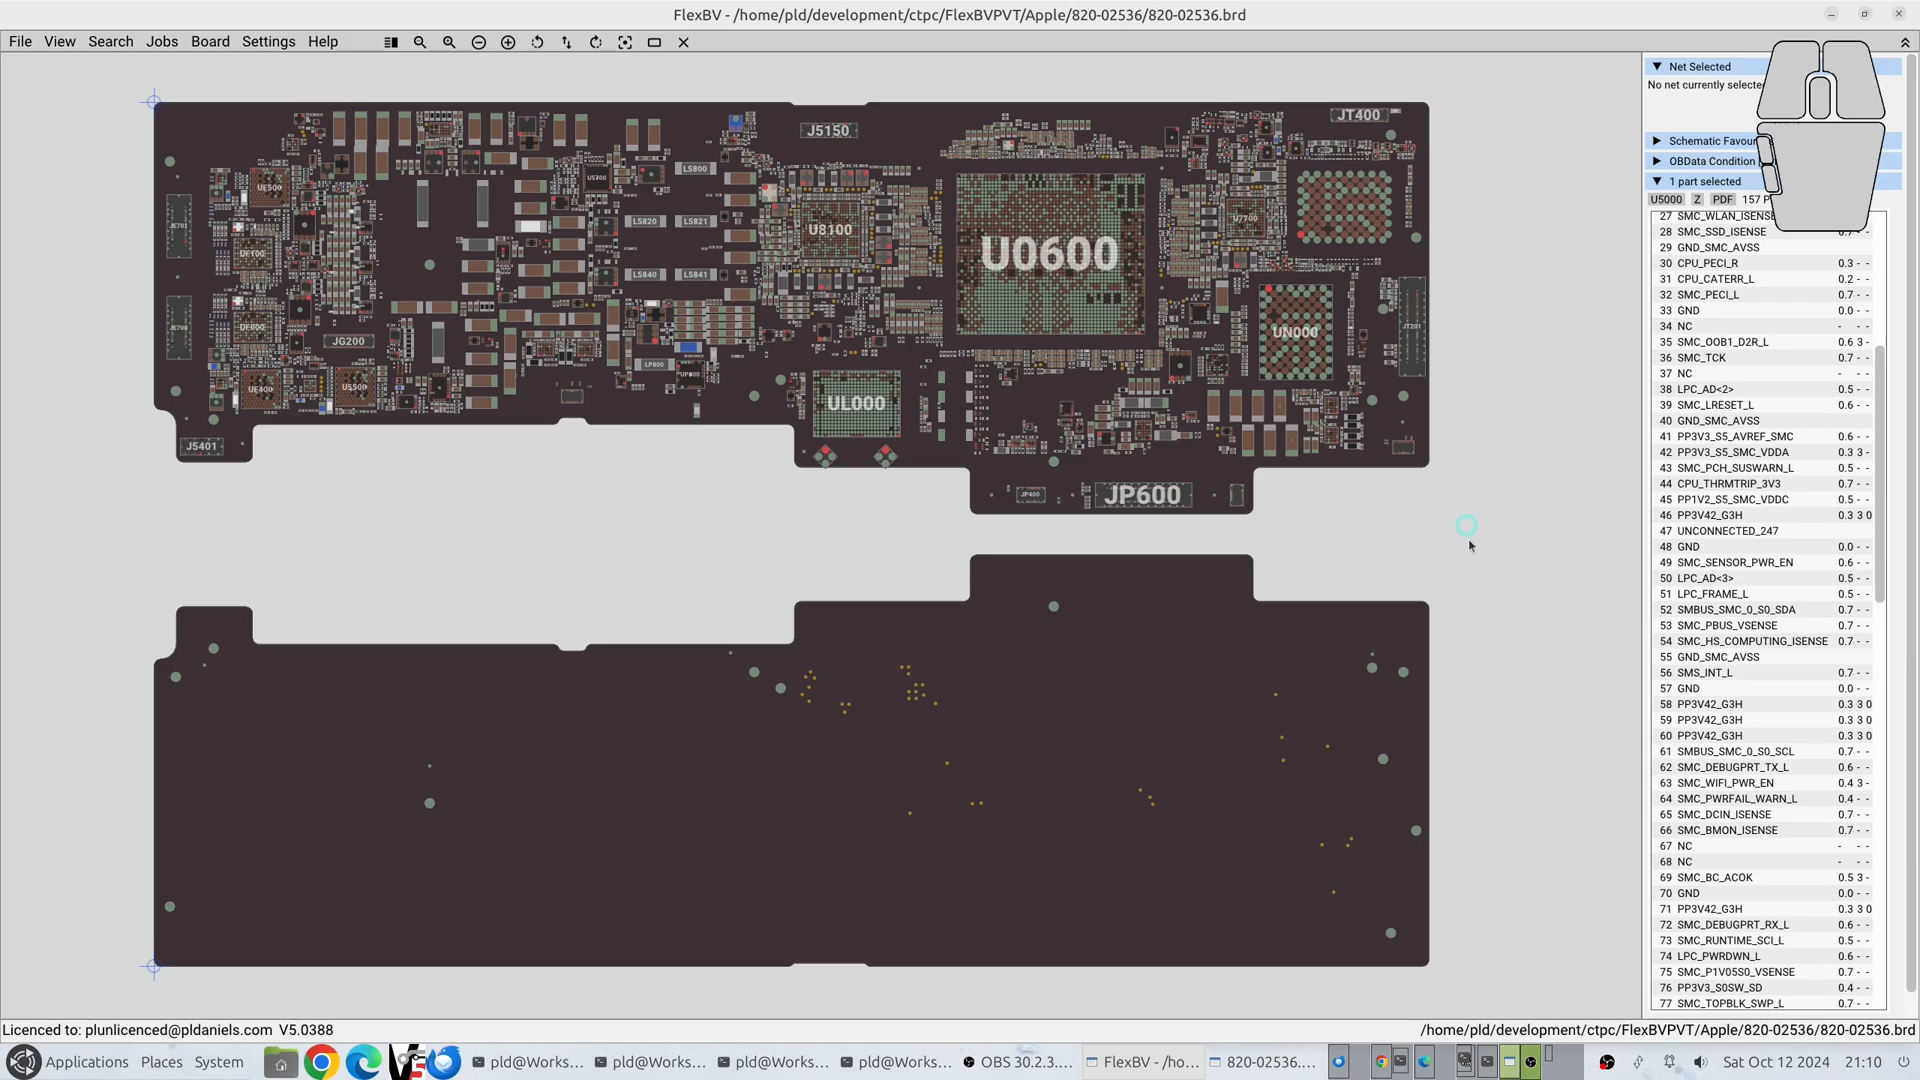 FlexBV - /home/pld/development/ctpc/FlexBVPVT/Apple/820-02536/820-02536.brd
File View Search Jobs Board Settings Help
Net Selected
No net currently selecte
Schematic Favou
OBData Condition
1 part selected
U5000 Z PDF 157 P
27 SMC_WLAN_ISENSE
28 SMC_SSD_ISENSE 0.7 - -
29 GND_SMC_AVSS
30 CPU_PECI_R 0.3 - -
31 CPU_CATERR_L 0.2 - -
32 SMC_PECI_L 0.7 - -
33 GND 0.0 - -
34 NC - - -
35 SMC_OOB1_D2R_L 0.6 3 -
36 SMC_TCK 0.7 - -
37 NC - - -
38 LPC_AD<2> 0.5 - -
39 SMC_LRESET_L 0.6 - -
40 GND_SMC_AVSS
41 PP3V3_S5_AVREF_SMC 0.6 - -
42 PP3V3_S5_SMC_VDDA 0.3 3 -
43 SMC_PCH_SUSWARN_L 0.5 - -
44 CPU_THRMTRIP_3V3 0.7 - -
45 PP1V2_S5_SMC_VDDC 0.5 - -
46 PP3V42_G3H 0.3 3 0
47 UNCONNECTED_247
48 GND 0.0 - -
49 SMC_SENSOR_PWR_EN 0.6 - -
50 LPC_AD<3> 0.5 - -
51 LPC_FRAME_L 0.5 - -
52 SMBUS_SMC_0_S0_SDA 0.7 - -
53 SMC_PBUS_VSENSE 0.7 - -
54 SMC_HS_COMPUTING_ISENSE 0.7 - -
55 GND_SMC_AVSS
56 SMS_INT_L 0.7 - -
57 GND 0.0 - -
58 PP3V42_G3H 0.3 3 0
59 PP3V42_G3H 0.3 3 0
60 PP3V42_G3H 0.3 3 0
61 SMBUS_SMC_0_S0_SCL 0.7 - -
62 SMC_DEBUGPRT_TX_L 0.6 - -
63 SMC_WIFI_PWR_EN 0.4 3 -
64 SMC_PWRFAIL_WARN_L 0.4 - -
65 SMC_DCIN_ISENSE 0.7 - -
66 SMC_BMON_ISENSE 0.7 - -
67 NC - - -
68 NC - - -
69 SMC_BC_ACOK 0.5 3 -
70 GND 0.0 - -
71 PP3V42_G3H 0.3 3 0
72 SMC_DEBUGPRT_RX_L 0.6 - -
73 SMC_RUNTIME_SCI_L 0.5 - -
74 LPC_PWRDWN_L 0.6 - -
75 SMC_P1V05S0_VSENSE 0.7 - -
76 PP3V3_S0SW_SD 0.4 - -
77 SMC_TOPBLK_SWP_L 0.7 - -
J5150
JT400
L5800
UE500
U8100
U0600
U7700
L5820 L5821
L5840 L5841
JE701
JE700
JG200
LP800
UN000
JT201
UE400
U5500
UL000
J5401
JP400
JP600
Licenced to: plunlicenced@pldaniels.com V5.0388
/home/pld/development/ctpc/FlexBVPVT/Apple/820-02536/820-02536.brd
Applications Places System
pld@Works...
pld@Works...
pld@Works...
pld@Works...
OBS 30.2.3....
FlexBV - /ho...
820-02536....
Sat Oct 12 2024 21:10